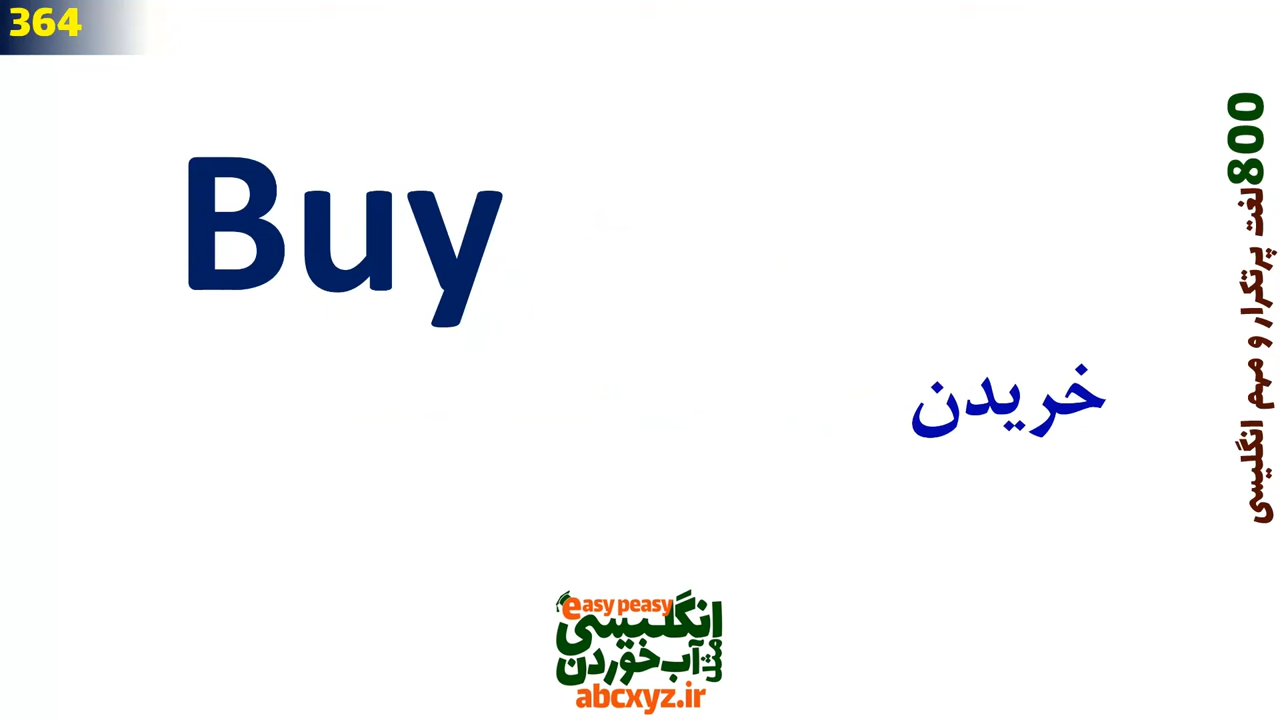 364
Buy
خریدن
800 لغت پرتکرار و مهم انگلیسی
easy peasy
انگلیسی
مثل آب خوردن
abcxyz.ir